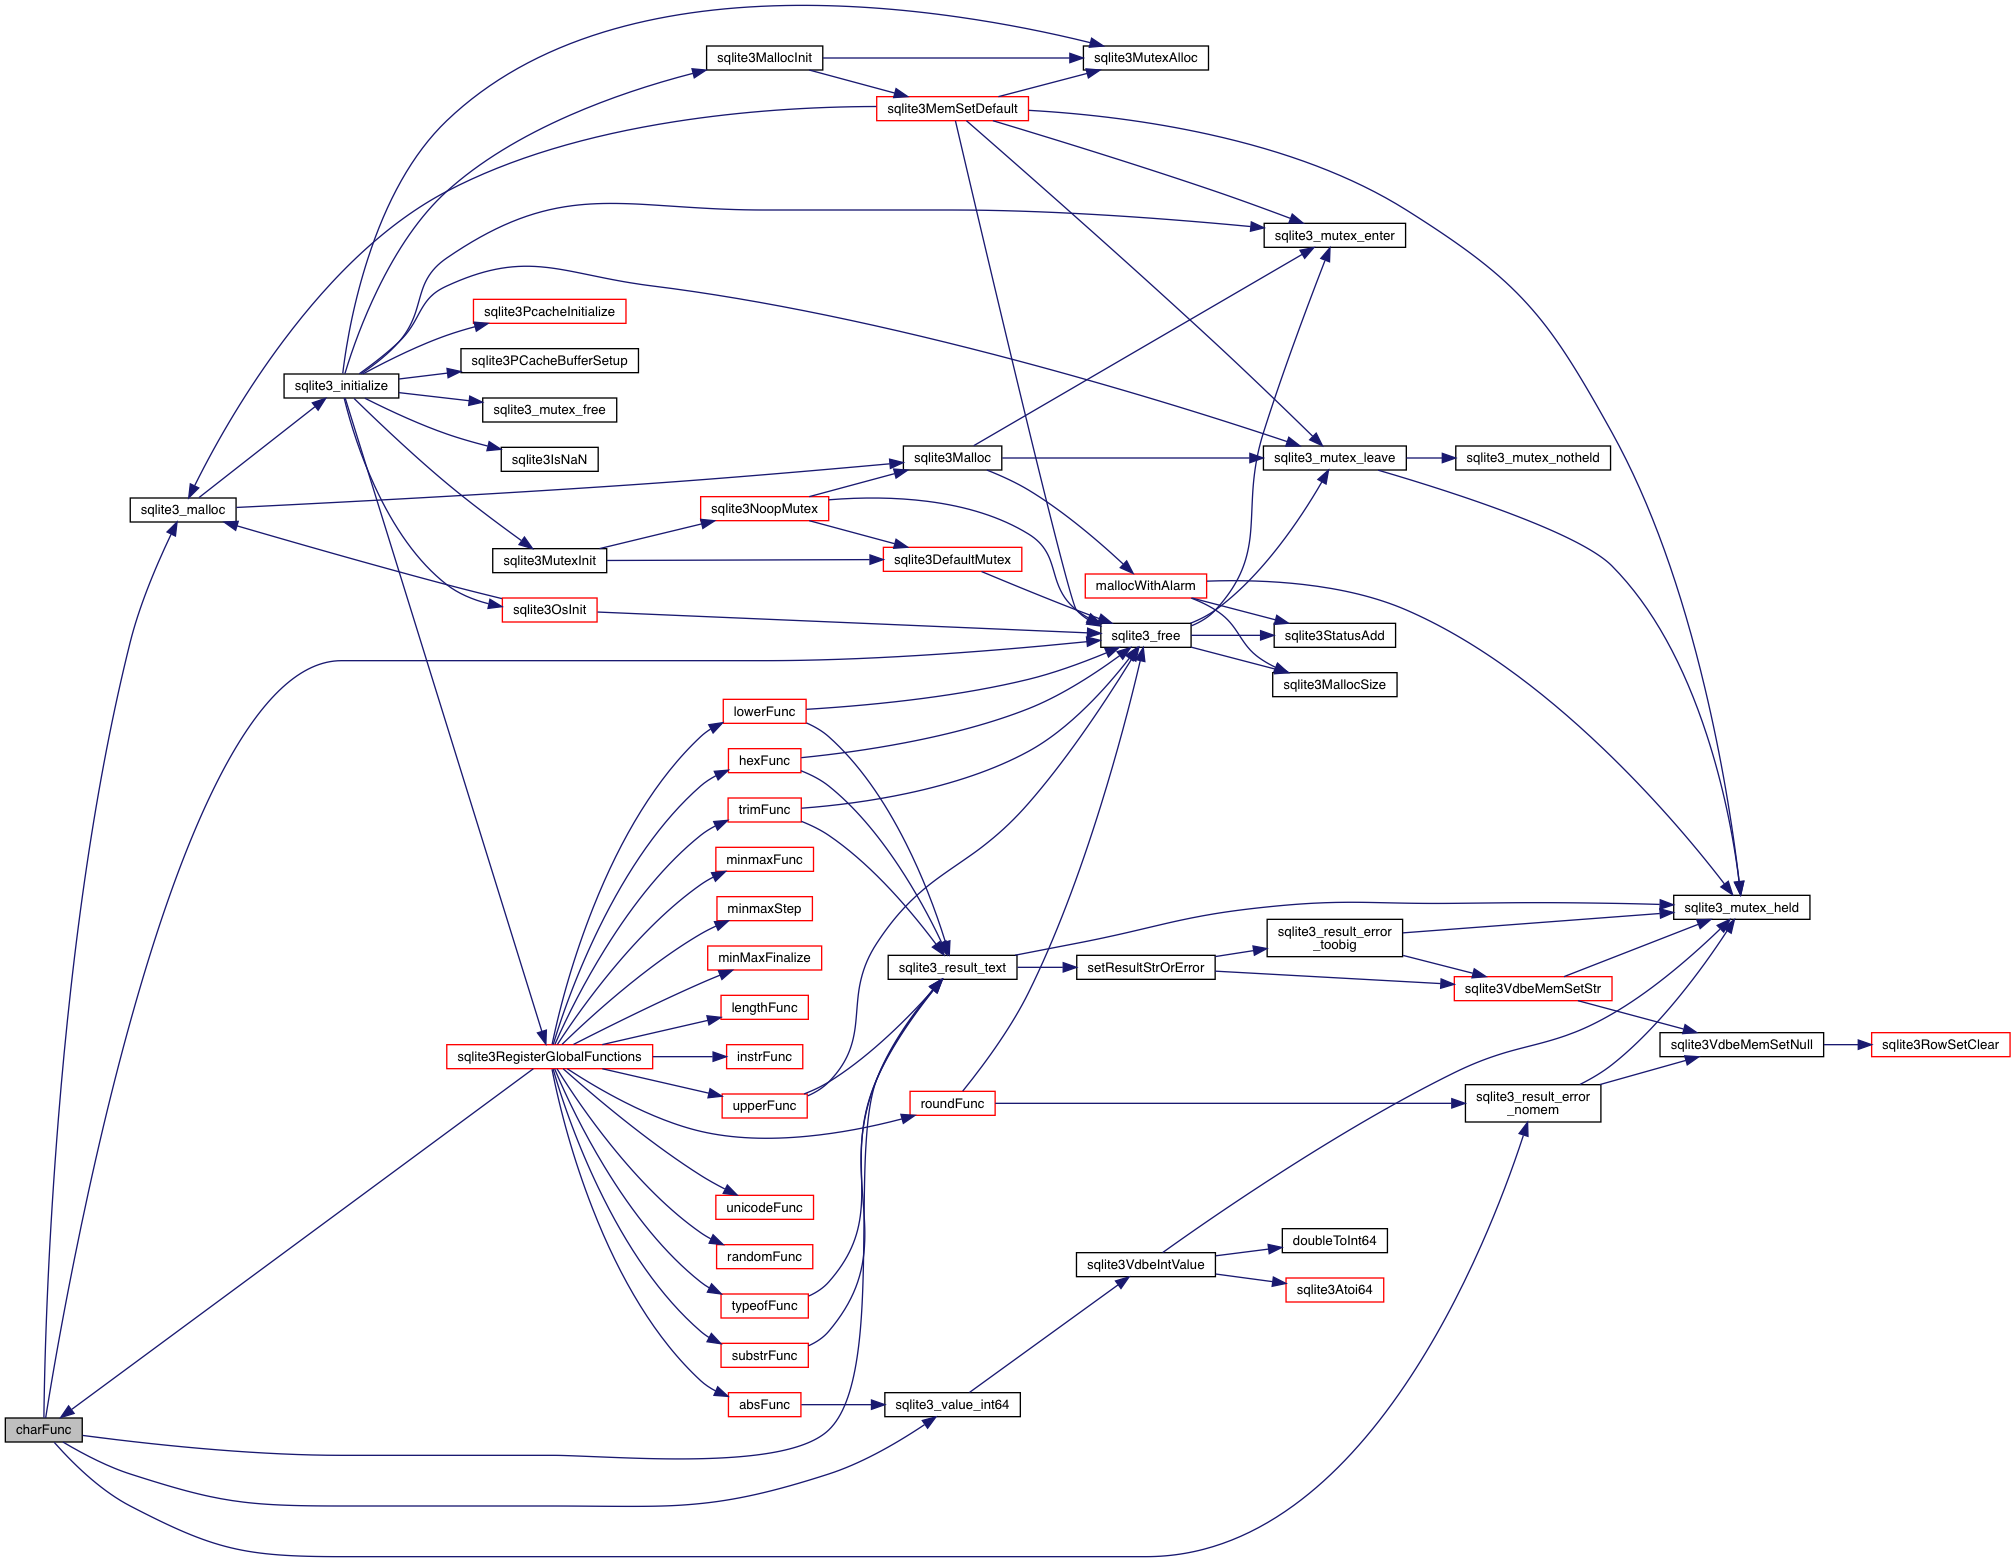 sqlite3MallocInit
sqlite3MutexAlloc
sqlite3MemSetDefault
sqlite3_mutex_enter
sqlite3PcacheInitialize
sqlite3PCacheBufferSetup
sqlite3_initialize
sqlite3_mutex_free
sqlite3IsNaN
sqlite3Malloc
sqlite3_mutex_leave
sqlite3_mutex_notheld
sqlite3_malloc
sqlite3NoopMutex
sqlite3MutexInit
sqlite3DefaultMutex
mallocWithAlarm
sqlite3OsInit
sqlite3_free
sqlite3StatusAdd
sqlite3MallocSize
lowerFunc
hexFunc
trimFunc
minmaxFunc
minmaxStep
sqlite3_mutex_held
sqlite3_result_error
_toobig
minMaxFinalize
sqlite3_result_text
setResultStrOrError
sqlite3VdbeMemSetStr
lengthFunc
sqlite3RegisterGlobalFunctions
instrFunc
sqlite3VdbeMemSetNull
sqlite3RowSetClear
upperFunc
roundFunc
sqlite3_result_error
_nomem
unicodeFunc
randomFunc
doubleToInt64
sqlite3VdbeIntValue
sqlite3Atoi64
typeofFunc
substrFunc
absFunc
sqlite3_value_int64
charFunc